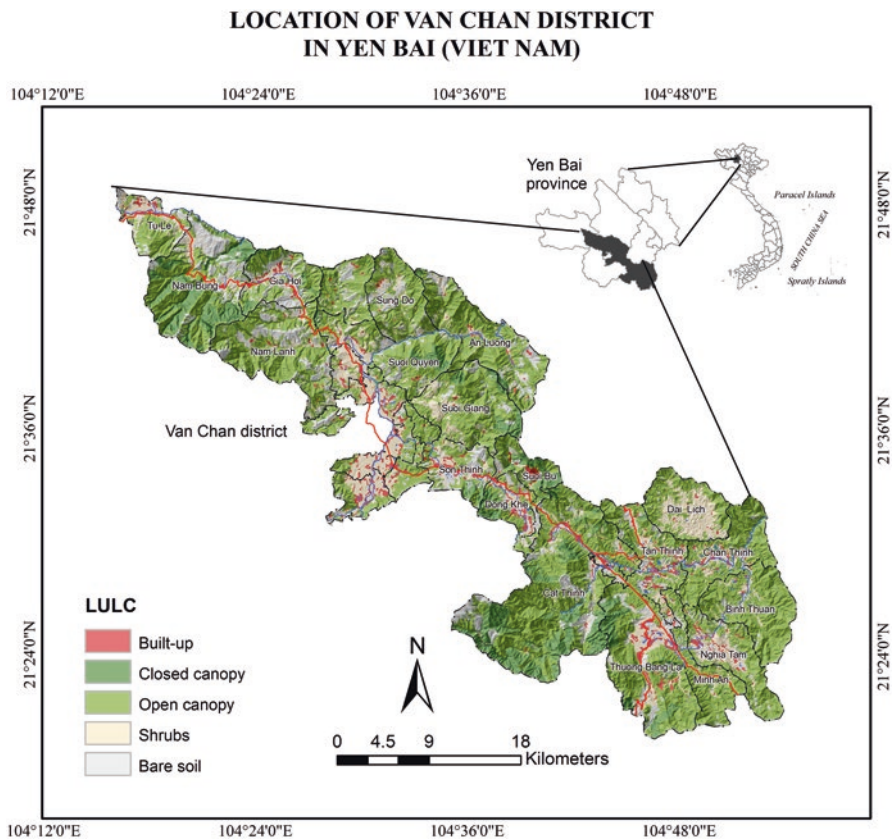 LOCATION OF VAN CHAN DISTRICT
IN YEN BAI (VIET NAM)
104°12'0"E 104°24'0"E 104°36'0"E 104°48'0"E
21°48'0"N
21°48'0"N
Yen Bai
province
Paracel Islands
SOUTH CHINA SEA
Spratly Islands
Tu Le
Nam Bung
Gia Hoi
Sung Do
An Luong
Nam Lanh
Suoi Quyen
Suoi Giang
21°36'0"N
21°36'0"N
Van Chan district
Son Thinh
Suoi Bu
Dong Khe
Dai Lich
Tan Thinh
Chan Thinh
Cat Thinh
Binh Thuan
21°24'0"N
21°24'0"N
Nghia Tam
Thuong Bang La
Minh An
LULC
Built-up
Closed canopy
Open canopy
Shrubs
Bare soil
N
0 4.5 9 18
Kilometers
104°12'0"E 104°24'0"E 104°36'0"E 104°48'0"E